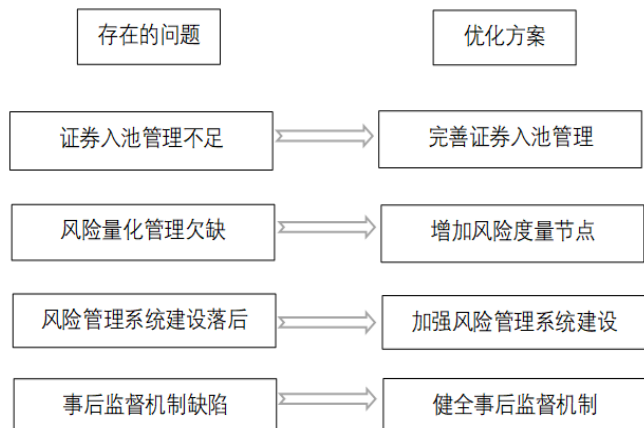 存在的问题
优化方案
证券入池管理不足
完善证券入池管理
风险量化管理欠缺
增加风险度量节点
风险管理系统建设落后
加强风险管理系统建设
事后监督机制缺陷
健全事后监督机制